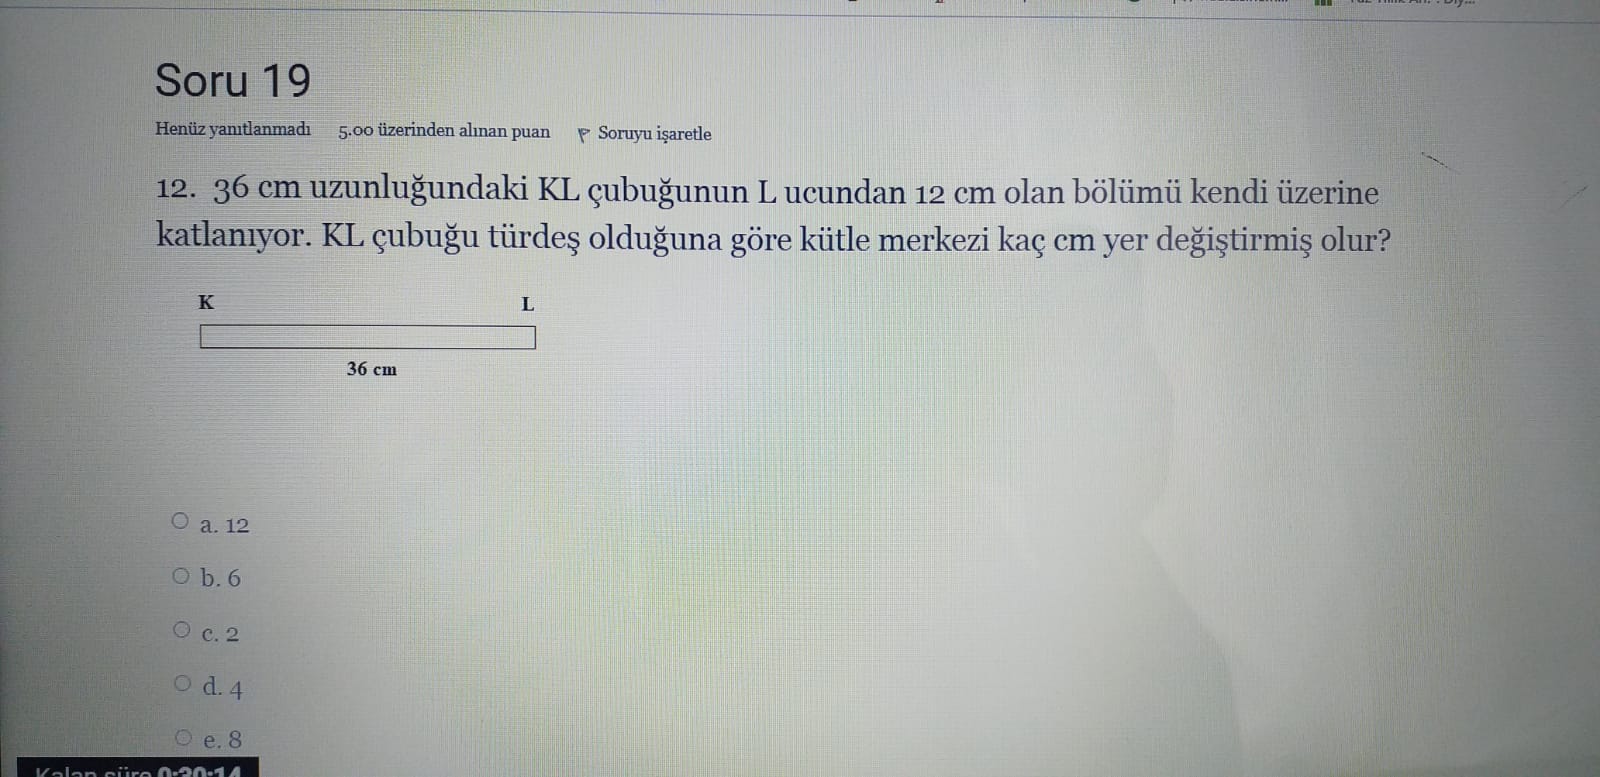 Soru 19
Henüz yanıtlanmadı 5.00 üzerinden alınan puan Soruyu işaretle
12. 36 cm uzunluğundaki KL çubuğunun L ucundan 12 cm olan bölümü kendi üzerine
katlanıyor. KL çubuğu türdeş olduğuna göre kütle merkezi kaç cm yer değiştirmiş olur?
K L
36 cm
a. 12
b. 6
c. 2
d. 4
e. 8
Kalan süre 0:30:14